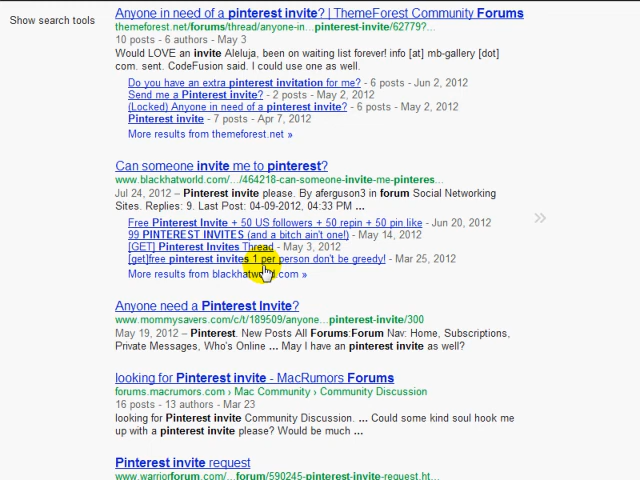 Show search tools
Anyone in need of a pinterest invite? | ThemeForest Community Forums
themeforest.net/forums/thread/anyone-in...pinterest-invite/62779?...
10 posts - 6 authors - May 3
Would LOVE an invite Aleluja, been on waiting list forever! info [at] mb-gallery [dot]
com. sent. CodeFusion said. I could use one as well.
Do you have an extra pinterest invitation for me? - 6 posts - Jun 2, 2012
Send me a Pinterest invite? - 2 posts - May 2, 2012
(Locked) Anyone in need of a pinterest invite? - 6 posts - May 2, 2012
Pinterest invite - 7 posts - Apr 7, 2012
More results from themeforest.net »
Can someone invite me to pinterest?
www.blackhatworld.com/.../464218-can-someone-invite-me-pinteres...
Jul 24, 2012 – Pinterest invite please. By aferguson3 in forum Social Networking
Sites. Replies: 9. Last Post: 04-09-2012, 04:33 PM ...
Free Pinterest Invite + 50 US followers + 50 repin + 50 pin like - Jun 20, 2012
99 PINTEREST INVITES (and a bitch ain't one!) - May 14, 2012
[GET] Pinterest Invites Thread - May 3, 2012
[get]free pinterest invites 1 per person don't be greedy! - Mar 25, 2012
More results from blackhatworld.com »
Anyone need a Pinterest Invite?
www.mommysavers.com/c/t/189509/anyone...pinterest-invite/300
May 19, 2012 – Pinterest. New Posts All Forums:Forum Nav: Home, Subscriptions,
Private Messages, Who's Online ... May I have an pinterest invite as well?
looking for Pinterest invite - MacRumors Forums
forums.macrumors.com › Mac Community › Community Discussion
16 posts - 13 authors - Mar 23
looking for Pinterest invite Community Discussion. ... Could some kind soul hook me
up with a pinterest invite please? Would be much ...
Pinterest invite request
www.warriorforum.com/...forum/590245-pinterest-invite-request.ht...